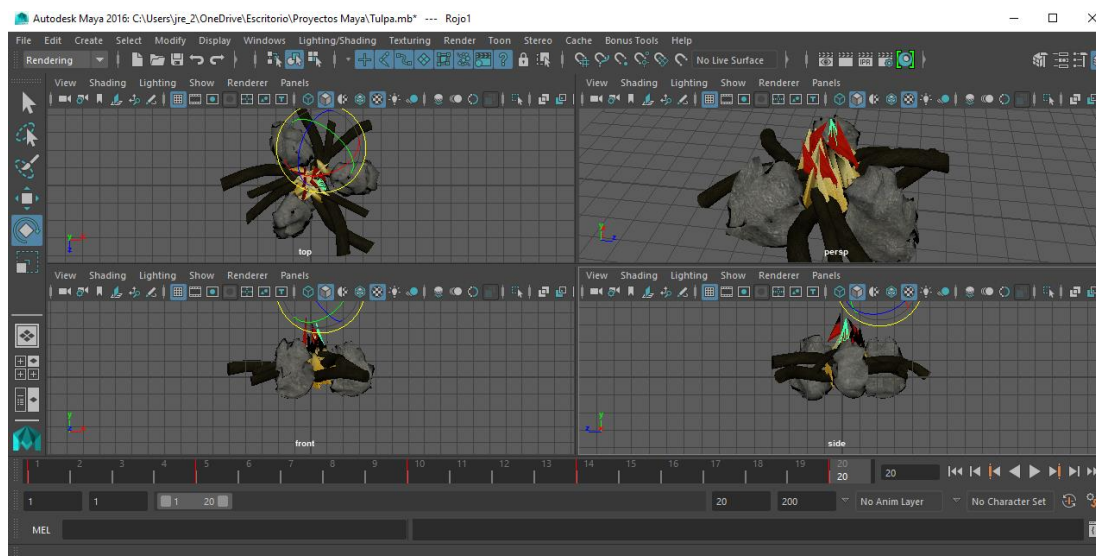 Autodesk Maya 2016: C:\Users\jre_2\OneDrive\Escritorio\Proyectos Maya\Tulpa.mb* --- Rojo1
File Edit Create Select Modify Display Windows Lighting/Shading Texturing Render Toon Stereo Cache Bonus Tools Help
Rendering No Live Surface IPR
View Shading Lighting Show Renderer Panels
View Shading Lighting Show Renderer Panels
top
persp
View Shading Lighting Show Renderer Panels
View Shading Lighting Show Renderer Panels
front
side
1 2 3 4 5 6 7 8 9 10 11 12 13 14 15 16 17 18 19 20 20 20
1 1 1 20 20 200 No Anim Layer No Character Set
MEL